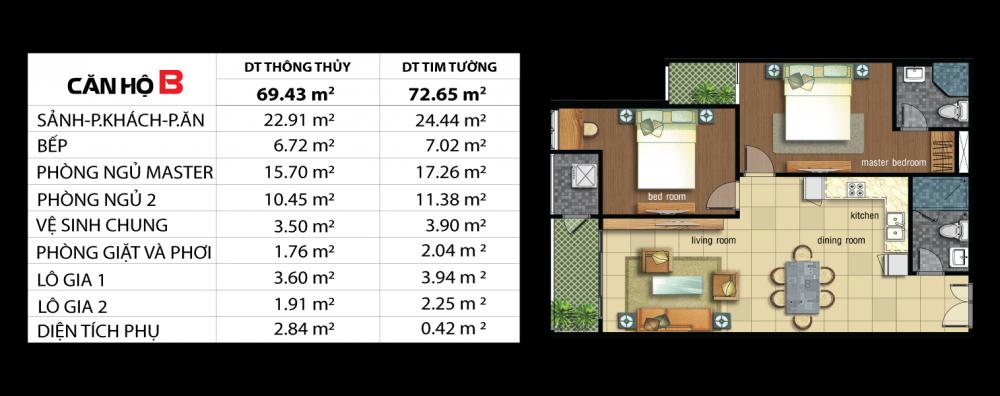 CĂN HỘ B DT THÔNG THỦY DT TIM TƯỜNG
69.43 m² 72.65 m²
SẢNH-P.KHÁCH-P.ĂN 22.91 m² 24.44 m²
BẾP 6.72 m² 7.02 m²
PHÒNG NGỦ MASTER 15.70 m² 17.26 m²
PHÒNG NGỦ 2 10.45 m² 11.38 m²
VỆ SINH CHUNG 3.50 m² 3.90 m²
PHÒNG GIẶT VÀ PHƠI 1.76 m² 2.04 m ²
LÔ GIA 1 3.60 m² 3.94 m ²
LÔ GIA 2 1.91 m² 2.25 m ²
DIỆN TÍCH PHỤ 2.84 m² 0.42 m ²
master bedroom
bed room
kitchen
living room
dining room
B